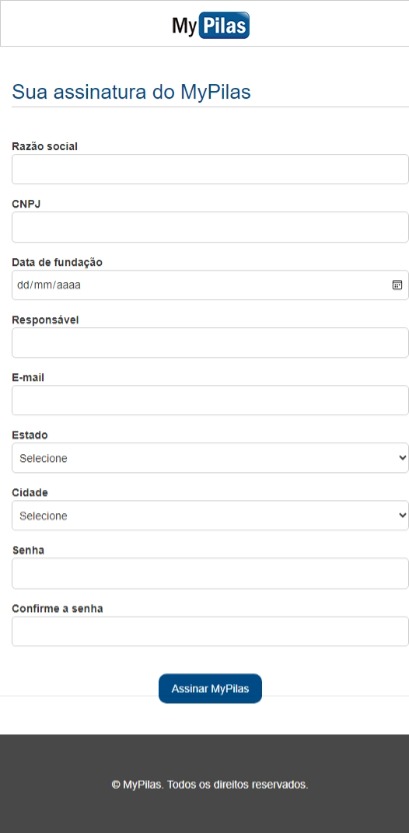 My Pilas
Sua assinatura do MyPilas
Razão social
CNPJ
Data de fundação
dd/mm/aaaa
Responsável
E-mail
Estado
Selecione
Cidade
Selecione
Senha
Confirme a senha
Assinar MyPilas
© MyPilas. Todos os direitos reservados.